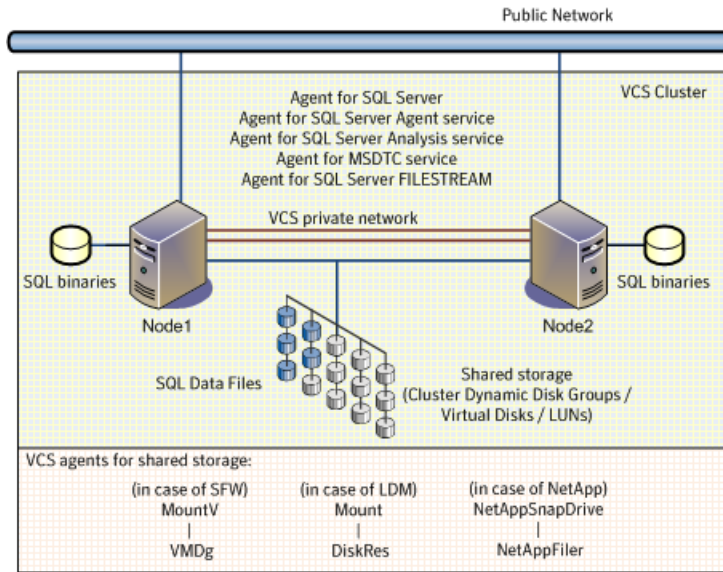 Public Network
VCS Cluster
Agent for SQL Server
Agent for SQL Server Agent service
Agent for SQL Server Analysis service
Agent for MSDTC service
Agent for SQL Server FILESTREAM
VCS private network
SQL binaries
SQL binaries
Node1
Node2
SQL Data Files
Shared storage
(Cluster Dynamic Disk Groups /
Virtual Disks / LUNs)
VCS agents for shared storage:
(in case of SFW)
MountV
VMDg
(in case of LDM)
Mount
DiskRes
(in case of NetApp)
NetAppSnapDrive
NetAppFiler